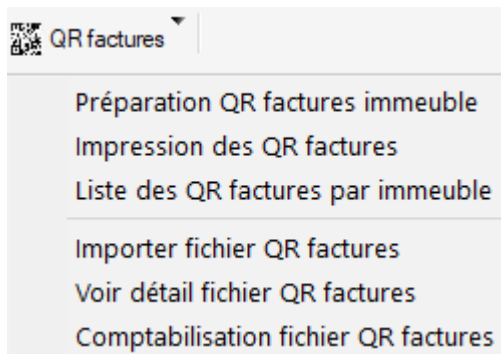 QR factures
Préparation QR factures immeuble
Impression des QR factures
Liste des QR factures par immeuble
Importer fichier QR factures
Voir détail fichier QR factures
Comptabilisation fichier QR factures